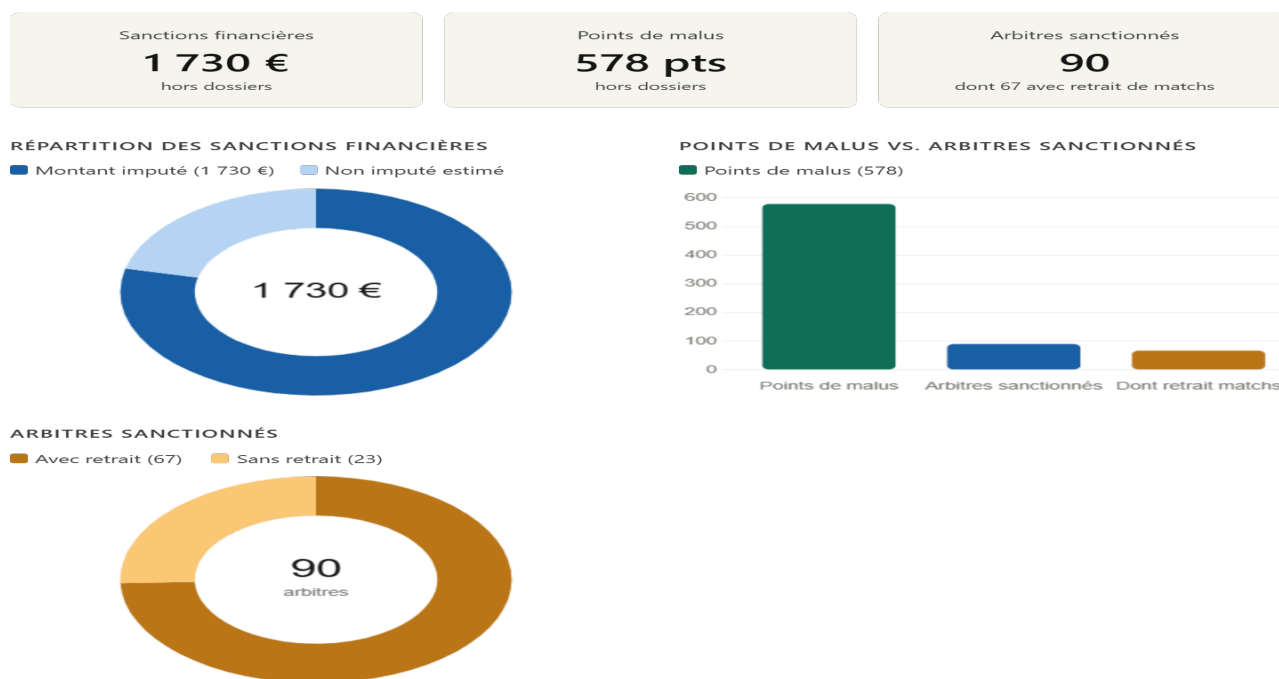 Sanctions financières
1 730 €
hors dossiers
Points de malus
578 pts
hors dossiers
Arbitres sanctionnés
90
dont 67 avec retrait de matchs
RÉPARTITION DES SANCTIONS FINANCIÈRES
Montant imputé (1 730 €) Non imputé estimé
1 730 €
POINTS DE MALUS VS. ARBITRES SANCTIONNÉS
Points de malus (578)
600
500
400
300
200
100
0
Points de malus Arbitres sanctionnés Dont retrait matchs
ARBITRES SANCTIONNÉS
Avec retrait (67) Sans retrait (23)
90
arbitres